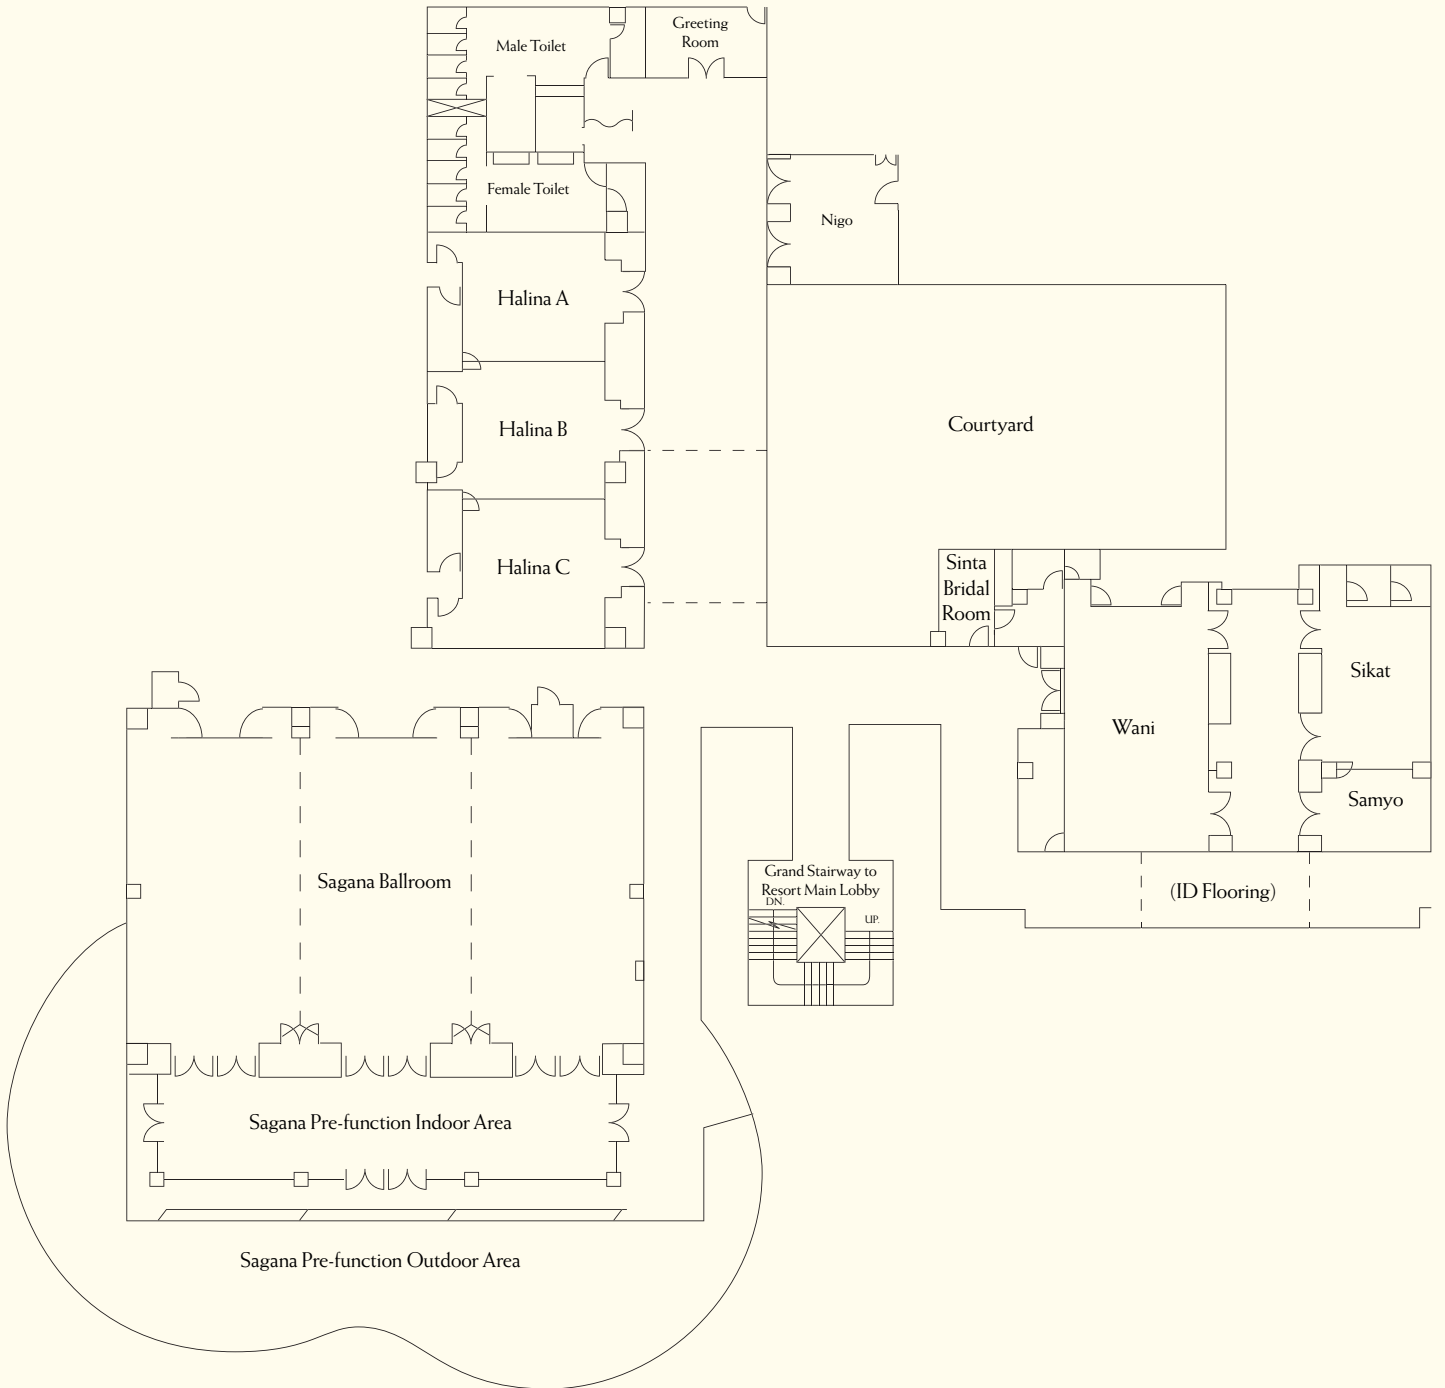 Greeting
Room
Male Toilet
Female Toilet
Nigo
Halina A
Halina B
Courtyard
Halina C
Sinta
Bridal
Room
Sikat
Wani
Samyo
Grand Stairway to
Resort Main Lobby
DN.
UP.
Sagana Ballroom
(ID Flooring)
Sagana Pre-function Indoor Area
Sagana Pre-function Outdoor Area